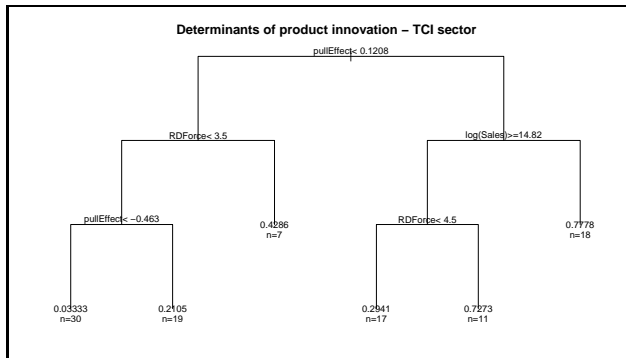 Determinants of product innovation – TCI sector
pullEffect< 0.1208
RDForce< 3.5
log(Sales)>=14.82
pullEffect< −0.463
0.4286
n=7
RDForce< 4.5
0.7778
n=18
0.03333
n=30
0.2105
n=19
0.2941
n=17
0.7273
n=11